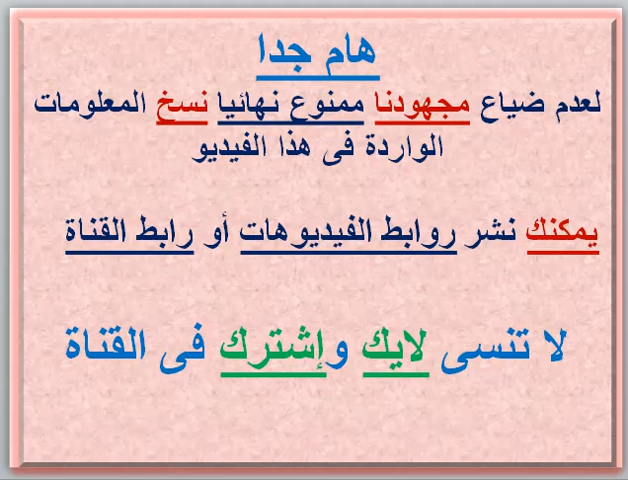 هام جدا
لعدم ضياع مجهودنا ممنوع نهائيا نسخ المعلومات
الواردة فى هذا الفيديو
يمكنك نشر روابط الفيديوهات أو رابط القناة
لا تنسى لايك وإشترك فى القناة